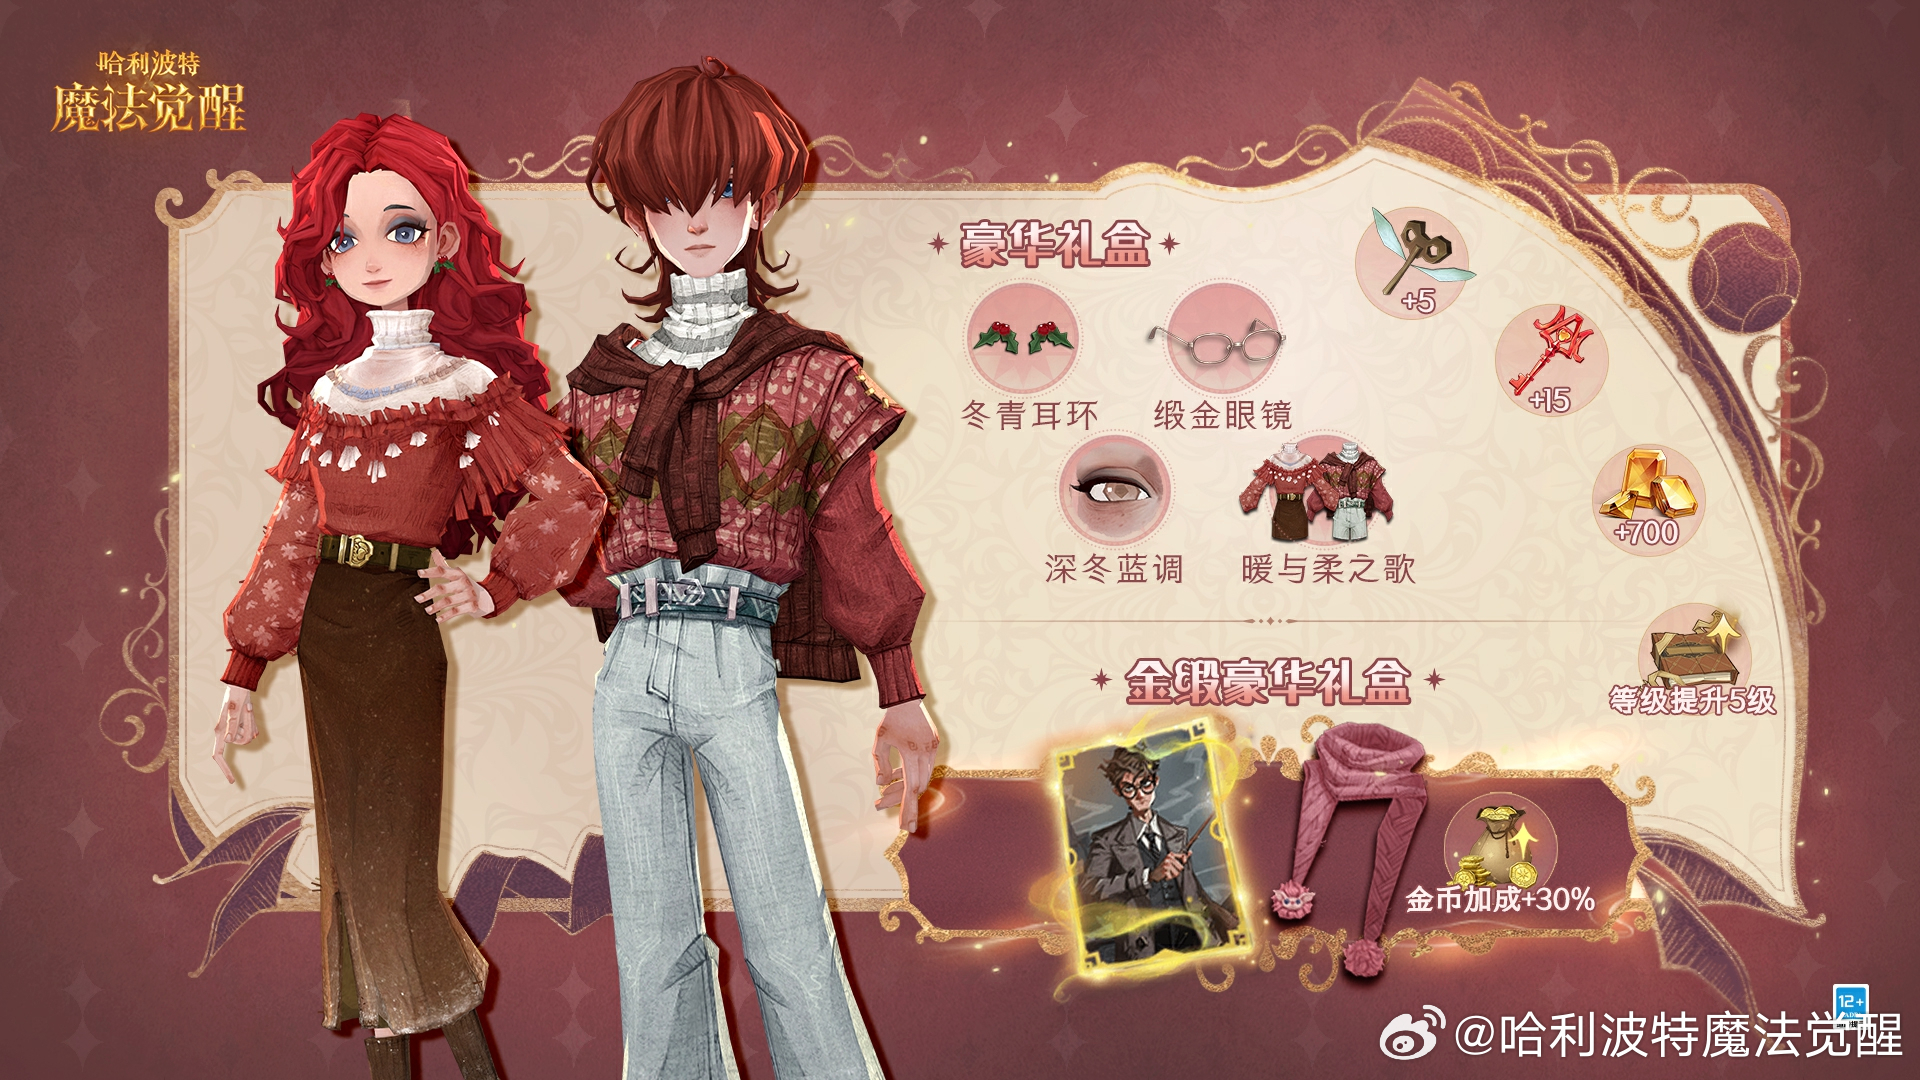 哈利波特
魔法觉醒
豪华礼盒
+5
+15
冬青耳环
缎金眼镜
+700
深冬蓝调
暖与柔之歌
等级提升5级
金缎豪华礼盒
金币加成+30%
12+
@哈利波特魔法觉醒